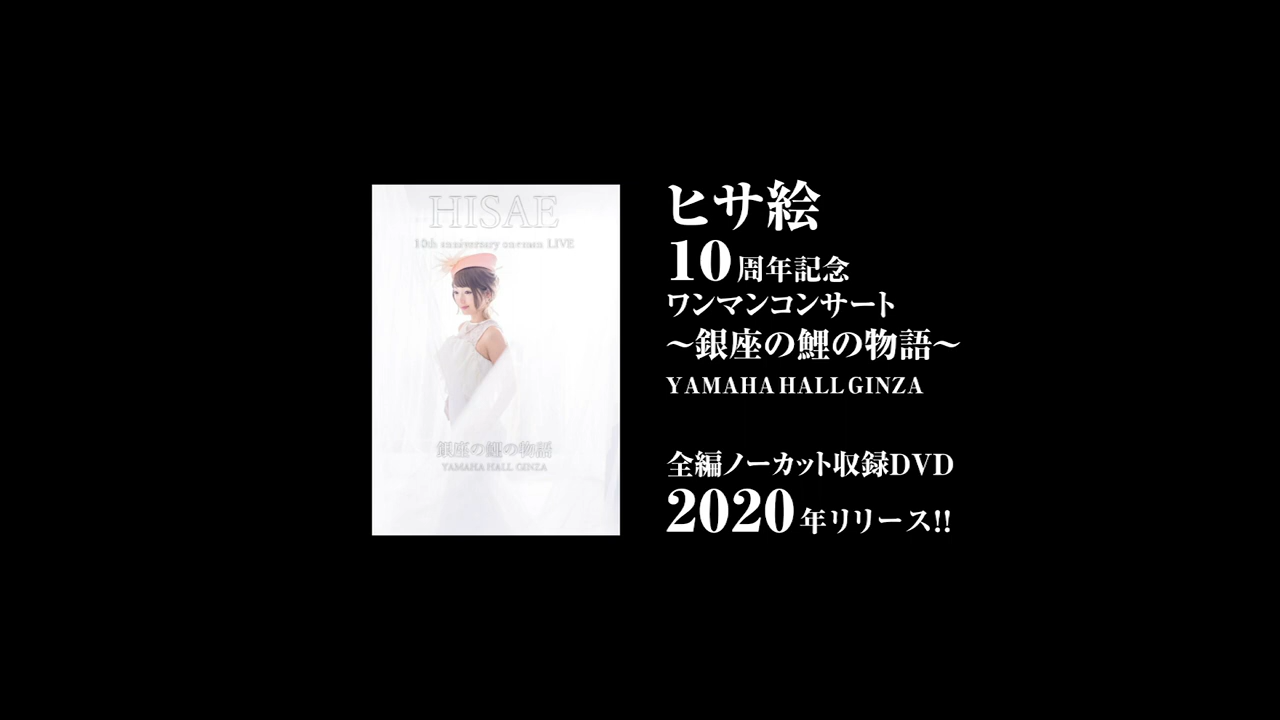 HISAE
10th anniversary oneman LIVE
銀座の鯉の物語
YAMAHA HALL GINZA
ヒサ絵
10周年記念
ワンマンコンサート
〜銀座の鯉の物語〜
YAMAHA HALL GINZA
全編ノーカット収録DVD
2020年リリース!!